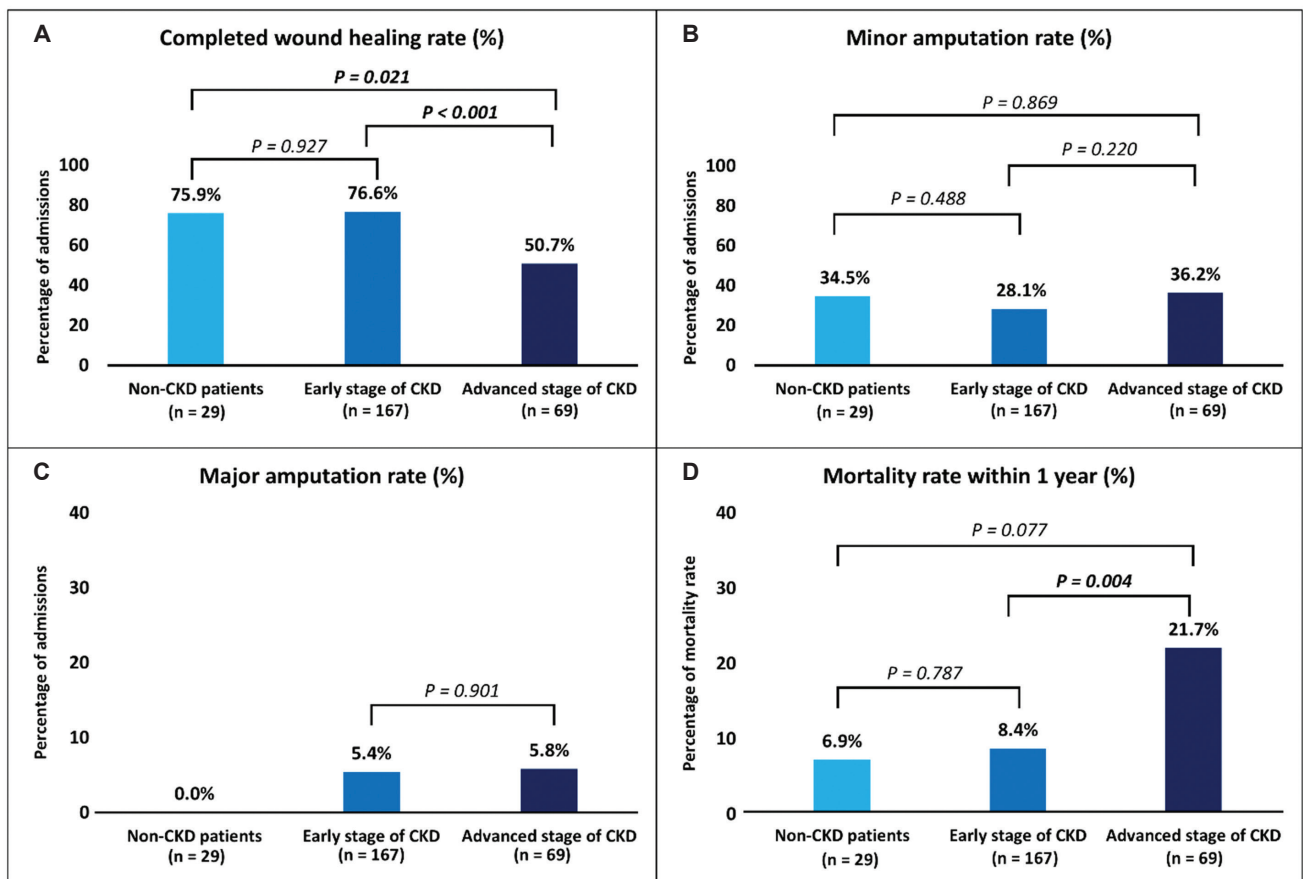 A
Completed wound healing rate (%)
P = 0.021
P < 0.001
P = 0.927
Percentage of admissions
100
80
60
40
20
0
75.9%
76.6%
50.7%
Non-CKD patients
(n = 29)
Early stage of CKD
(n = 167)
Advanced stage of CKD
(n = 69)
B
Minor amputation rate (%)
P = 0.869
P = 0.220
P = 0.488
Percentage of admissions
100
80
60
40
20
0
34.5%
28.1%
36.2%
Non-CKD patients
(n = 29)
Early stage of CKD
(n = 167)
Advanced stage of CKD
(n = 69)
C
Major amputation rate (%)
Percentage of admissions
40
30
20
10
0
P = 0.901
0.0%
5.4%
5.8%
Non-CKD patients
(n = 29)
Early stage of CKD
(n = 167)
Advanced stage of CKD
(n = 69)
D
Mortality rate within 1 year (%)
Percentage of mortality rate
40
30
20
10
0
P = 0.077
P = 0.004
P = 0.787
6.9%
8.4%
21.7%
Non-CKD patients
(n = 29)
Early stage of CKD
(n = 167)
Advanced stage of CKD
(n = 69)